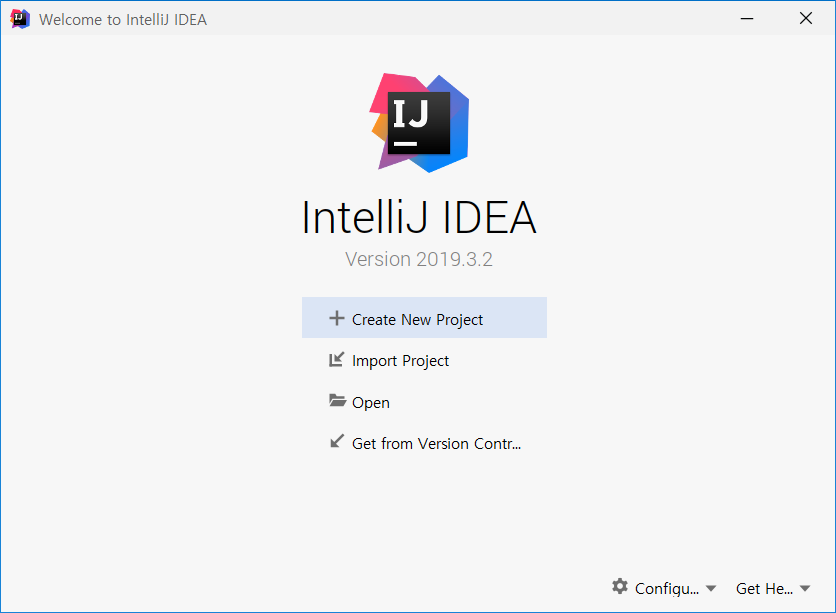 Welcome to IntelliJ IDEA
IJ
IntelliJ IDEA
Version 2019.3.2
Create New Project
Import Project
Open
Get from Version Contr...
Configu... Get He...